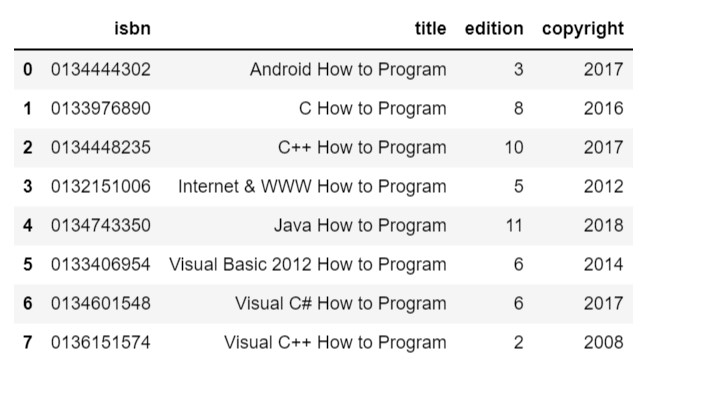 isbn title edition copyright
0 0134444302 Android How to Program 3 2017
1 0133976890 C How to Program 8 2016
2 0134448235 C++ How to Program 10 2017
3 0132151006 Internet & WWW How to Program 5 2012
4 0134743350 Java How to Program 11 2018
5 0133406954 Visual Basic 2012 How to Program 6 2014
6 0134601548 Visual C# How to Program 6 2017
7 0136151574 Visual C++ How to Program 2 2008